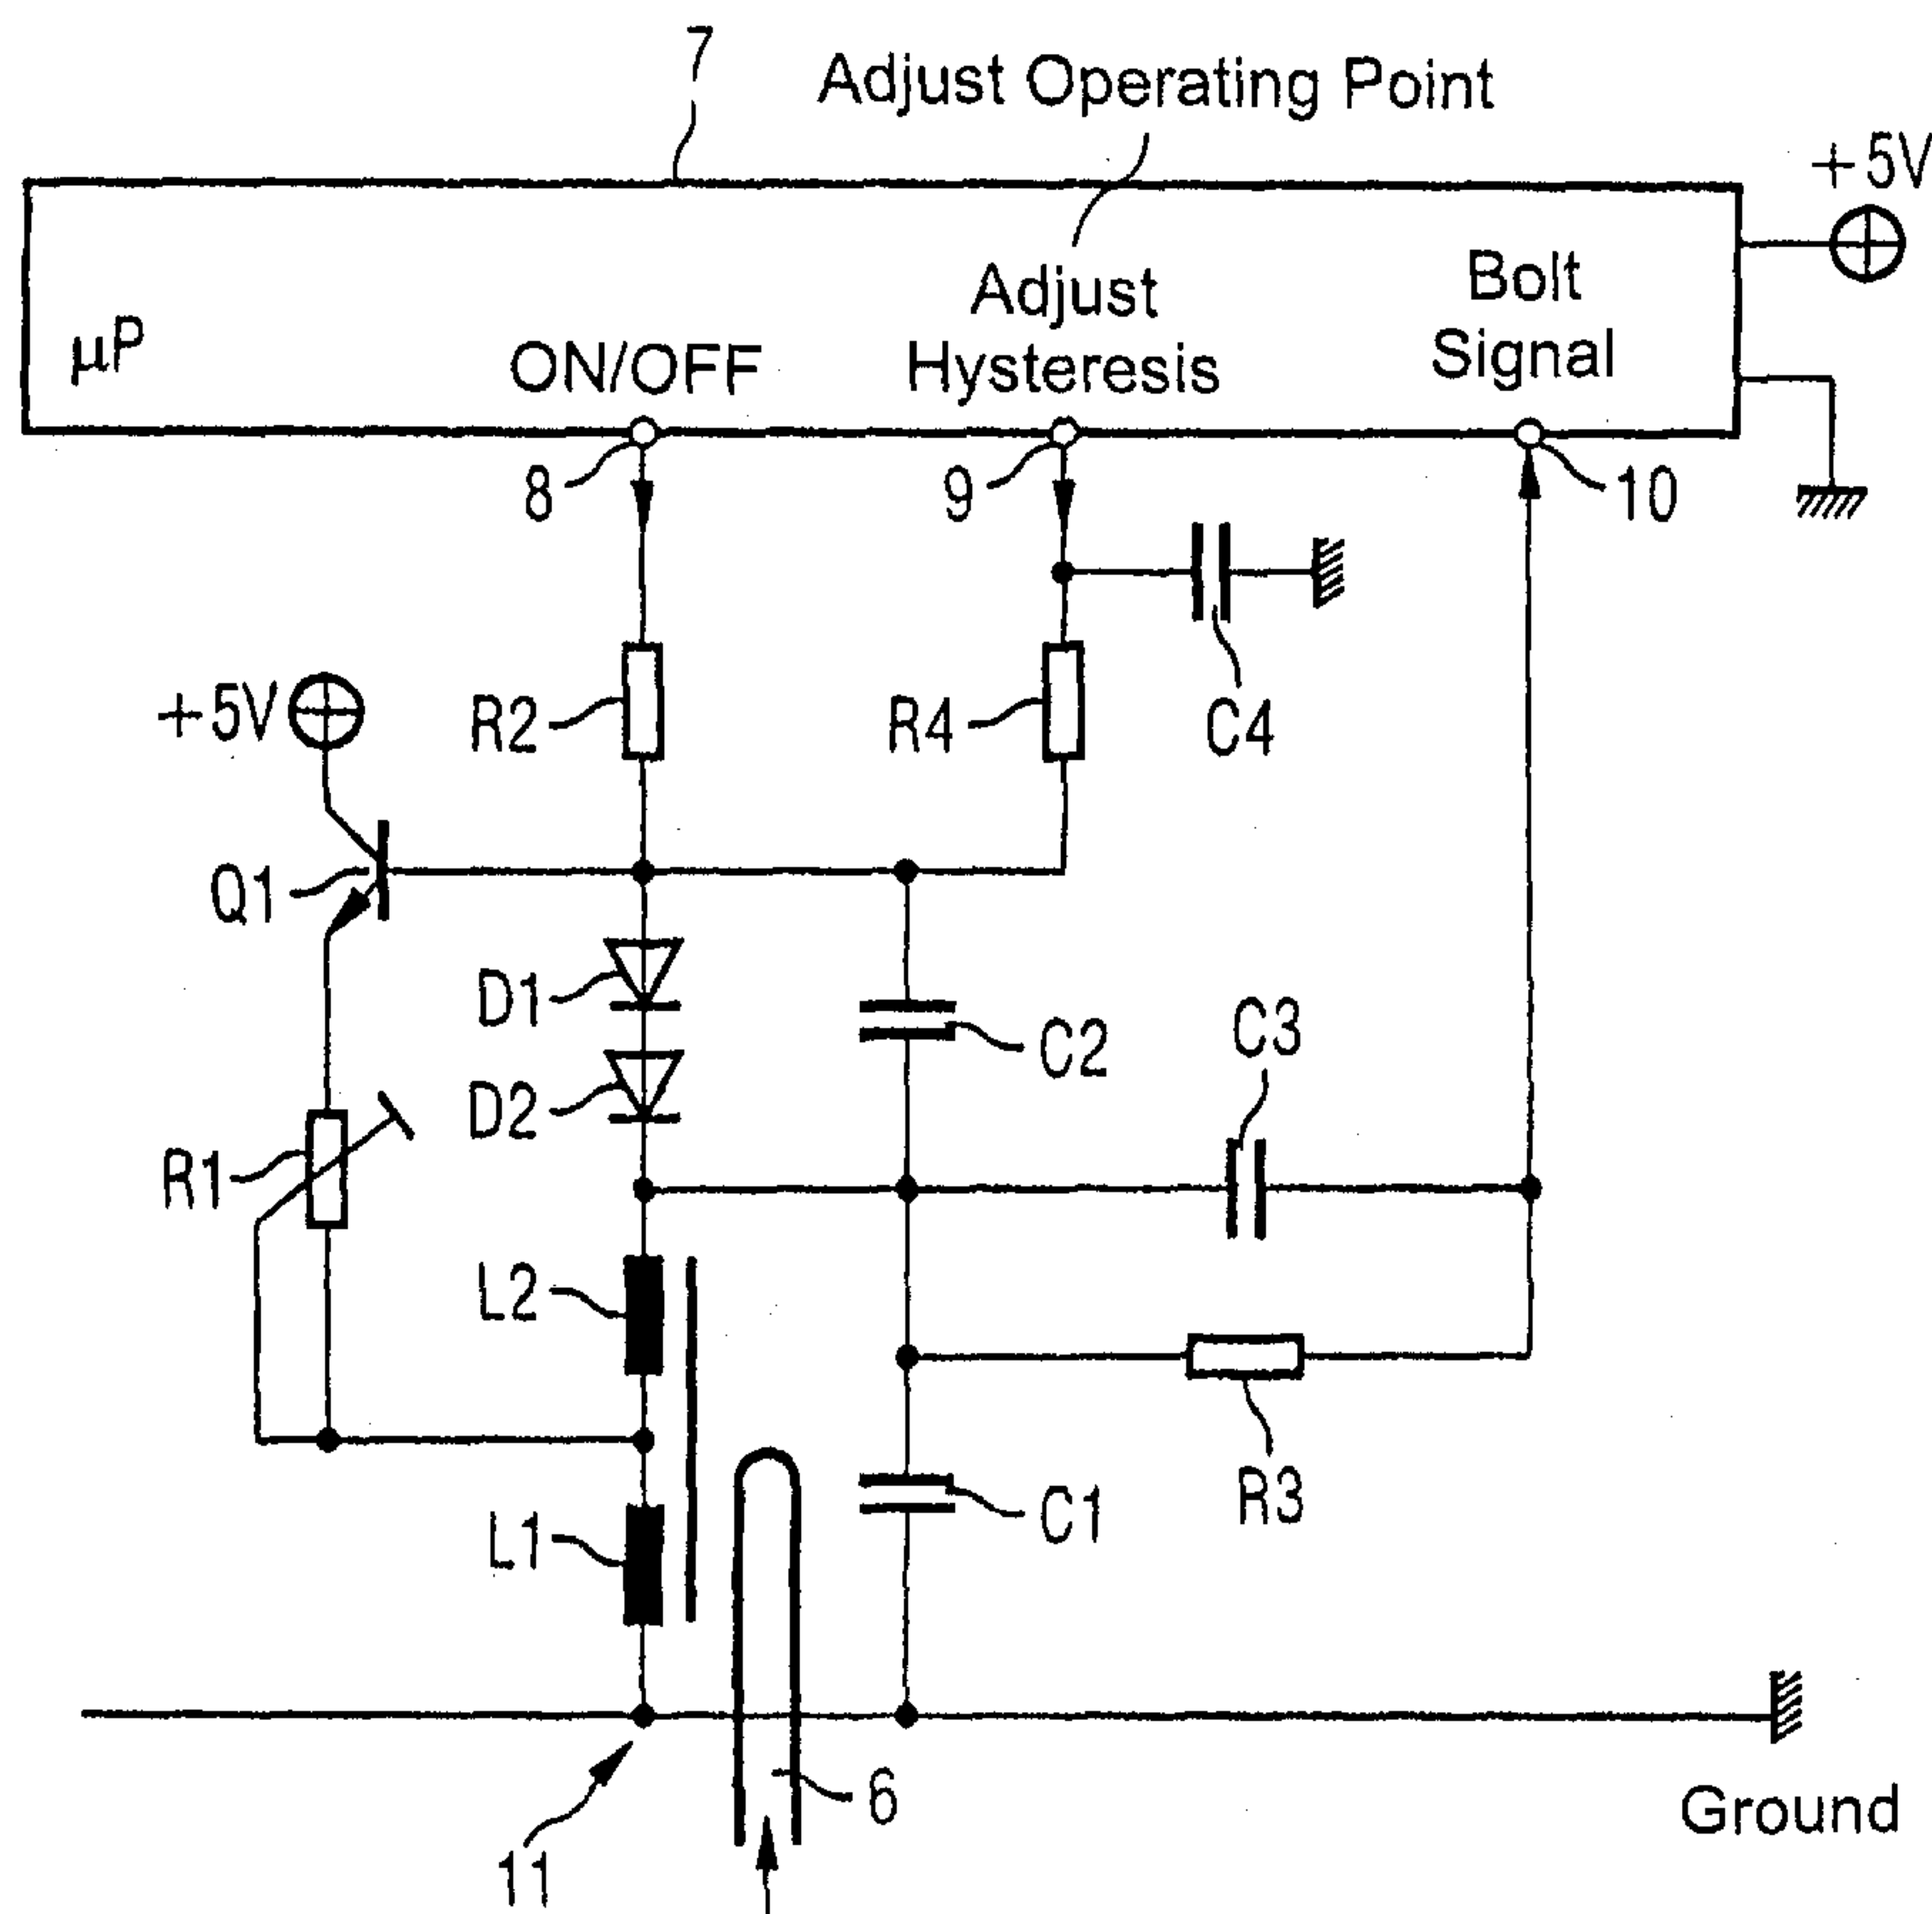 7
Adjust Operating Point
+5V
µP
ON/OFF
Adjust
Hysteresis
Bolt
Signal
8
9
10
+5V
R2
R4
C4
Q1
D1
C2
C3
D2
R1
L2
L1
C1
R3
6
Ground
11